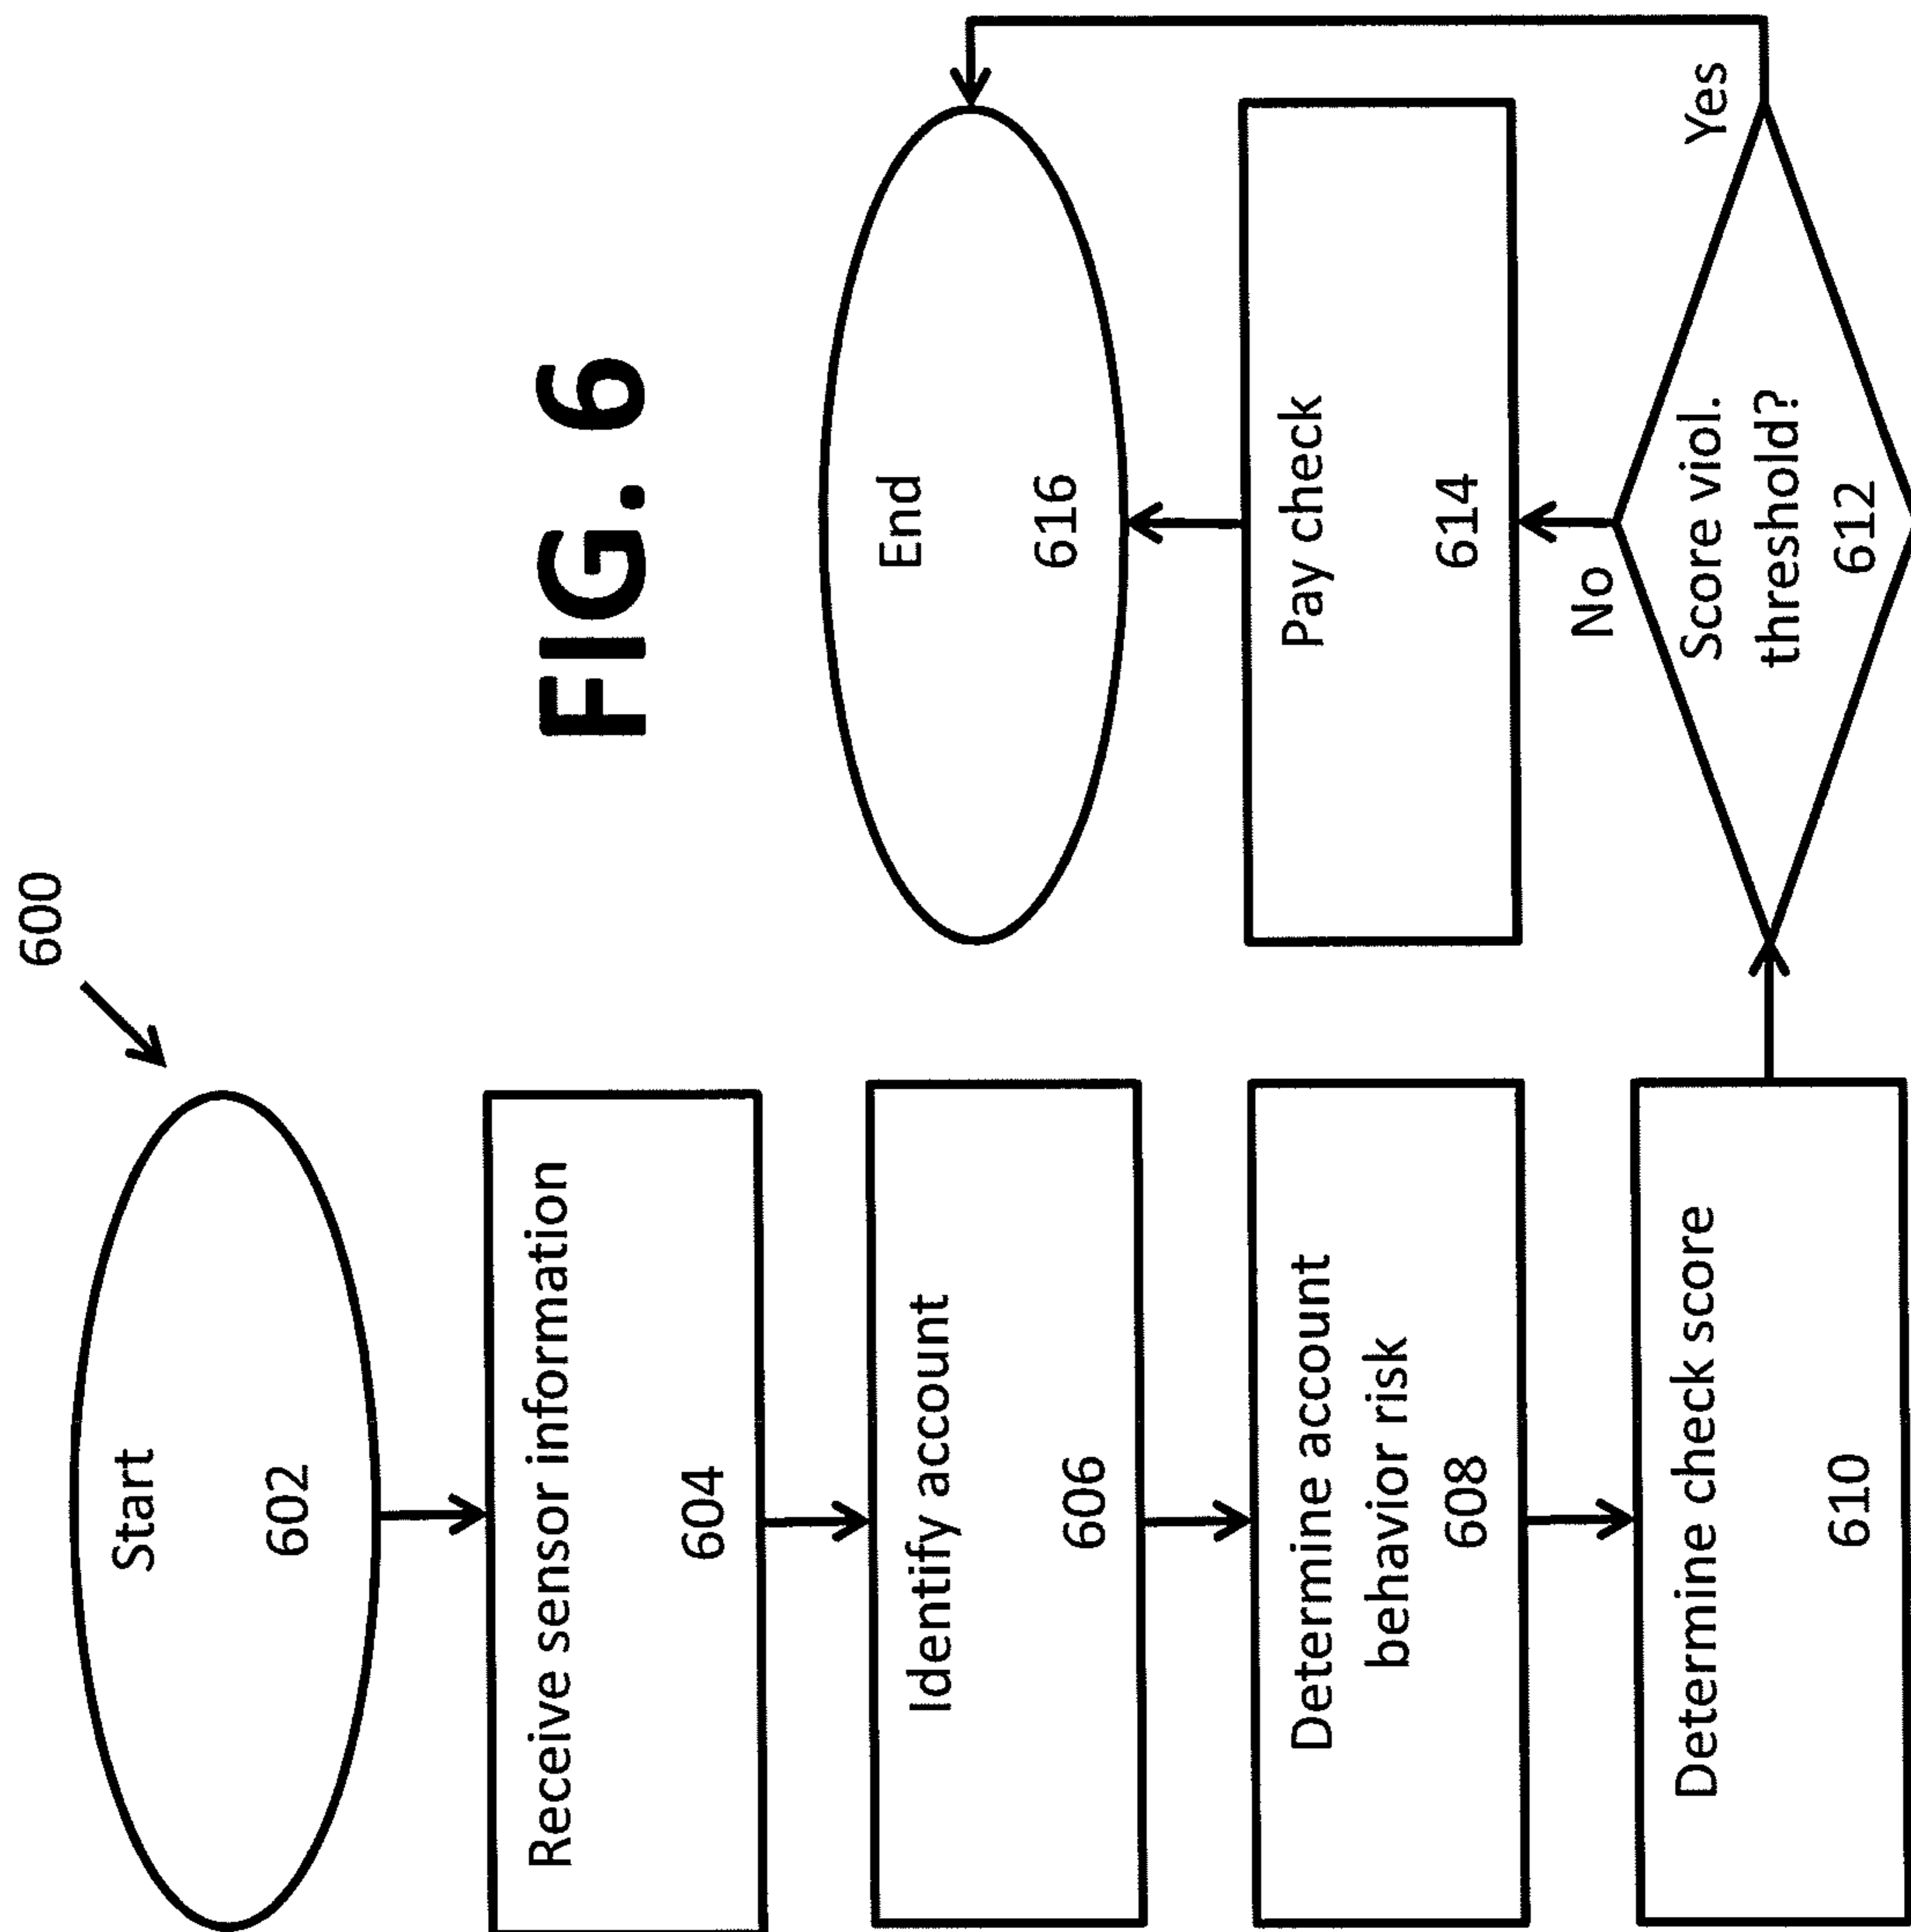 600
Start
602
Receive sensor information
604
Identify account
606
Determine account
behavior risk
608
Determine check score
610
FIG. 6
End
616
Pay check
614
No
Yes
Score viol.
threshold?
612